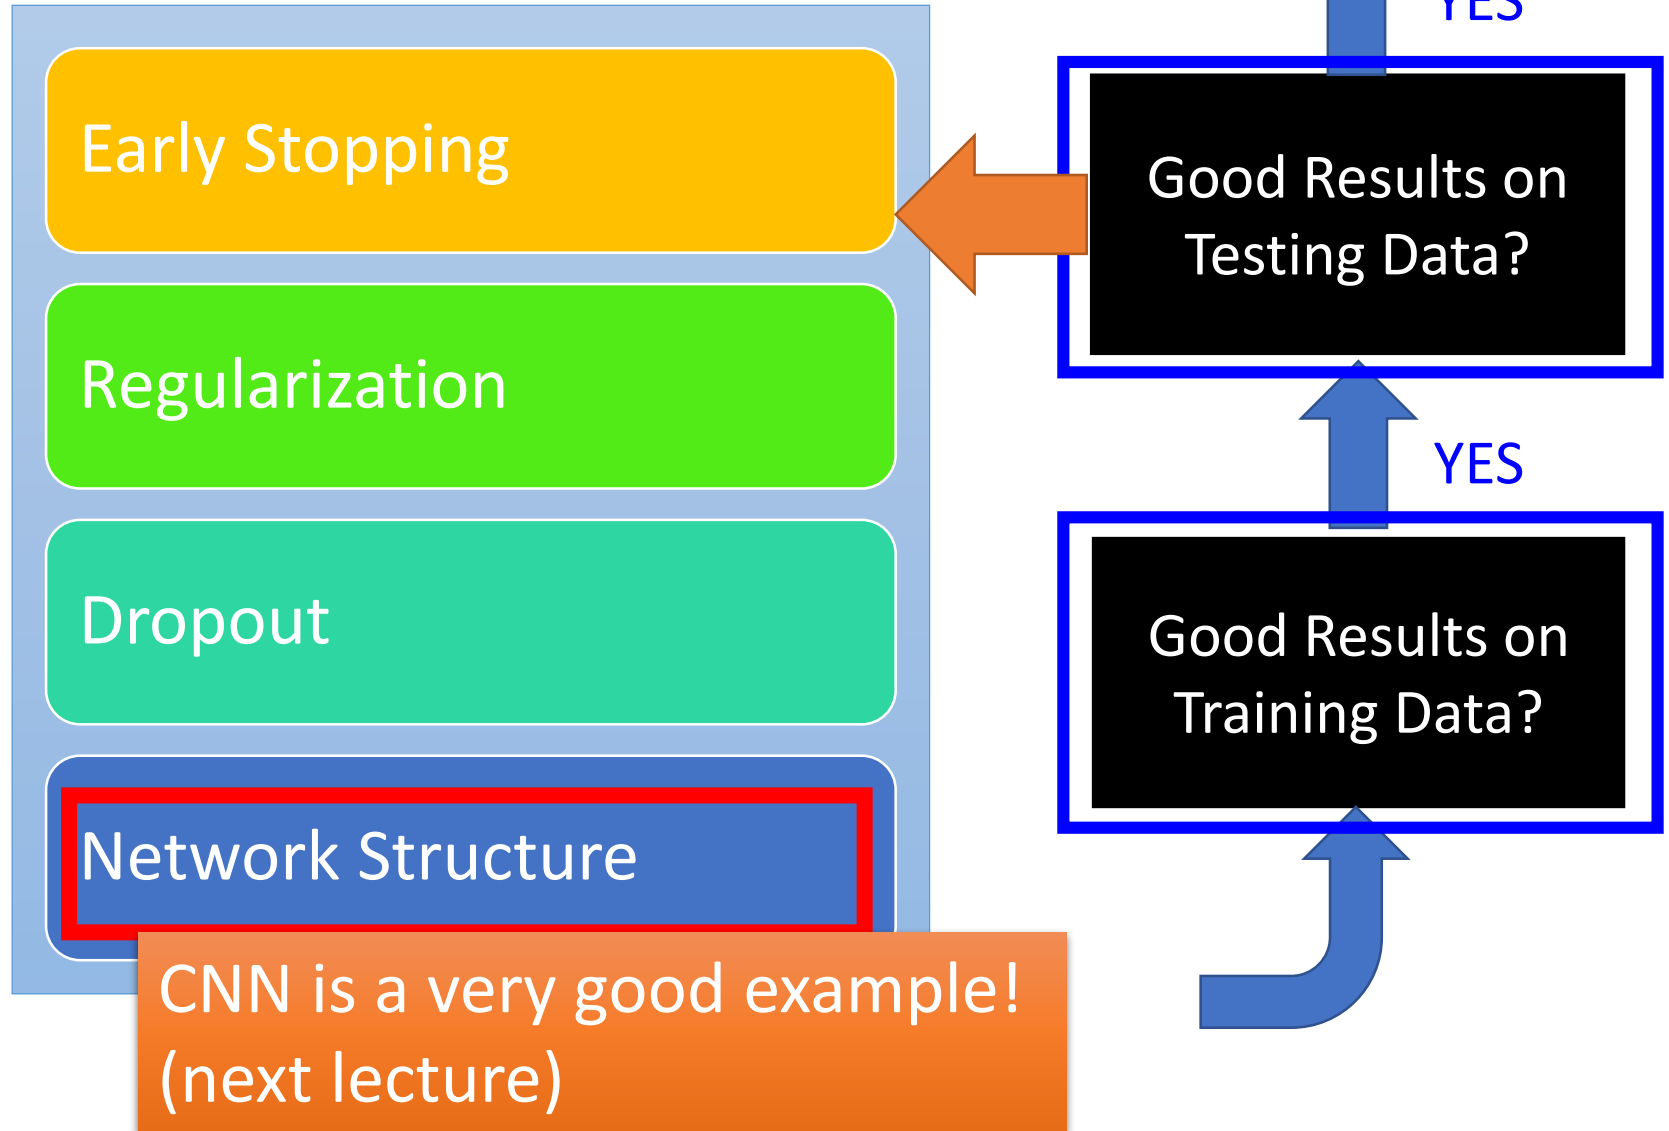 Early Stopping
Regularization
Dropout
Network Structure
CNN is a very good example!
(next lecture)
YES
Good Results on
Testing Data?
YES
Good Results on
Training Data?